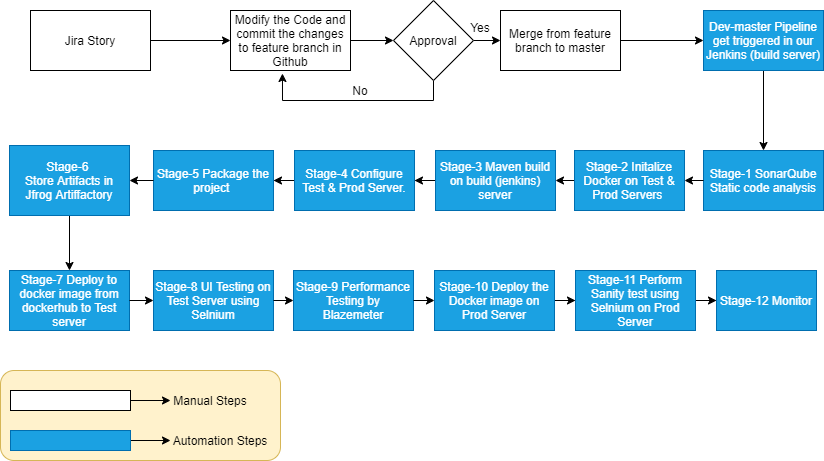 Jira Story
Modify the Code and
commit the changes
to feature branch in
Github
Approval
Yes
No
Merge from feature
branch to master
Dev-master Pipeline
get triggered in our
Jenkins (build server)
Stage-6
Store Artifacts in
Jfrog Artiffactory
Stage-5 Package the
project
Stage-4 Configure
Test & Prod Server.
Stage-3 Maven build
on build (jenkins)
server
Stage-2 Initalize
Docker on Test &
Prod Servers
Stage-1 SonarQube
Static code analysis
Stage-7 Deploy to
docker image from
dockerhub to Test
server
Stage-8 UI Testing on
Test Server using
Selnium
Stage-9 Performance
Testing by
Blazemeter
Stage-10 Deploy the
Docker image on
Prod Server
Stage-11 Perform
Sanity test using
Selnium on Prod
Server
Stage-12 Monitor
Manual Steps
Automation Steps